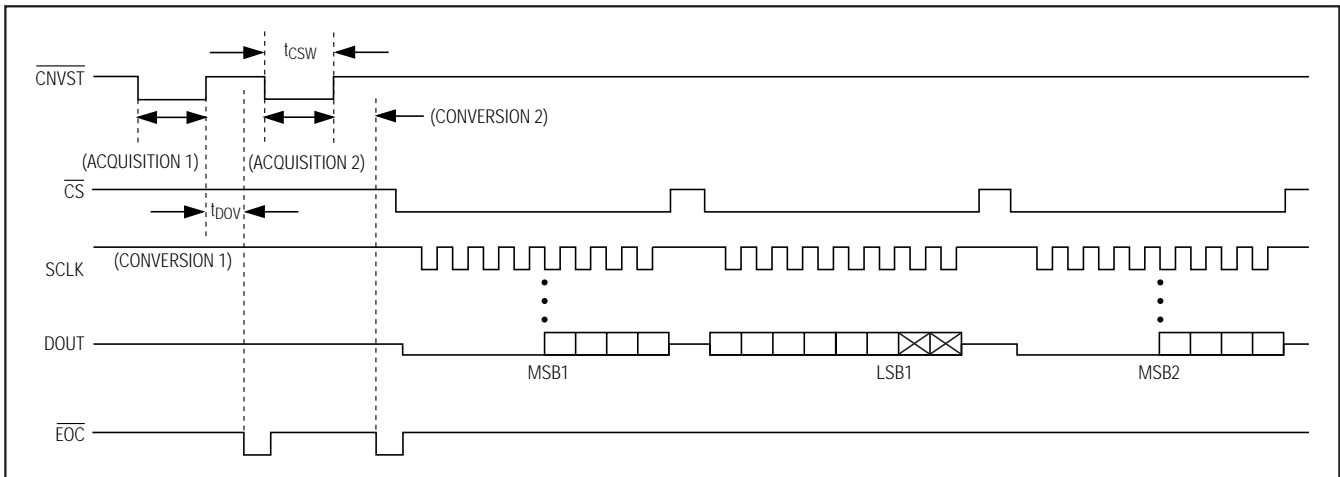 tCSW
CNVST
(CONVERSION 2)
(ACQUISITION 1)
(ACQUISITION 2)
CS
tDOV
(CONVERSION 1)
SCLK
DOUT
MSB1
LSB1
MSB2
EOC